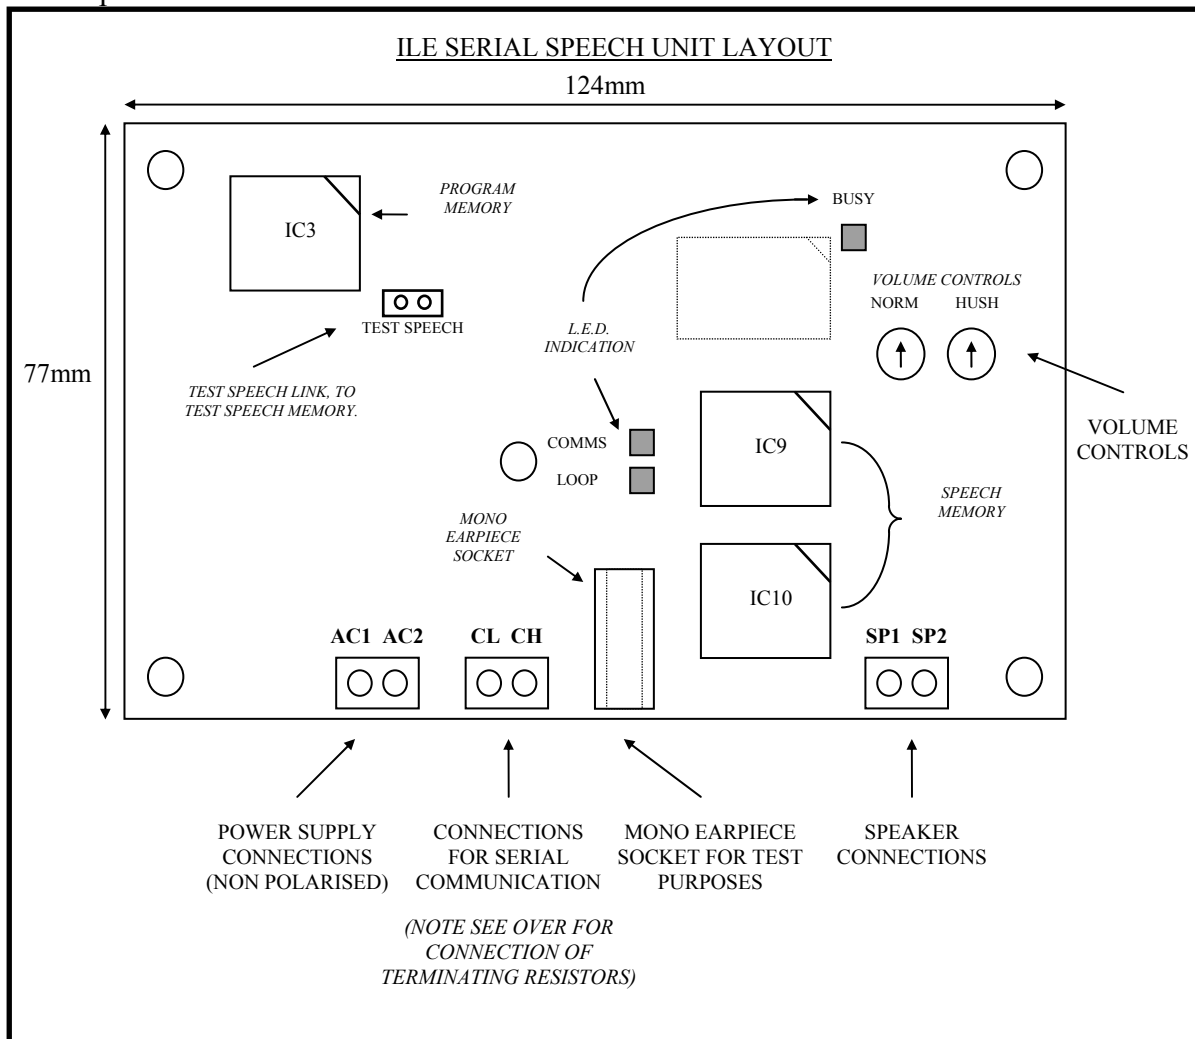 ILE SERIAL SPEECH UNIT LAYOUT
124mm
77mm
IC3
PROGRAM
MEMORY
TEST SPEECH
TEST SPEECH LINK, TO
TEST SPEECH MEMORY.
BUSY
VOLUME CONTROLS
NORM HUSH
L.E.D.
INDICATION
VOLUME
CONTROLS
COMMS
LOOP
IC9
SPEECH
MEMORY
MONO
EARPIECE
SOCKET
IC10
AC1 AC2
CL CH
SP1 SP2
POWER SUPPLY
CONNECTIONS
(NON POLARISED)
CONNECTIONS
FOR SERIAL
COMMUNICATION
(NOTE SEE OVER FOR
CONNECTION OF
TERMINATING RESISTORS)
MONO EARPIECE
SOCKET FOR TEST
PURPOSES
SPEAKER
CONNECTIONS